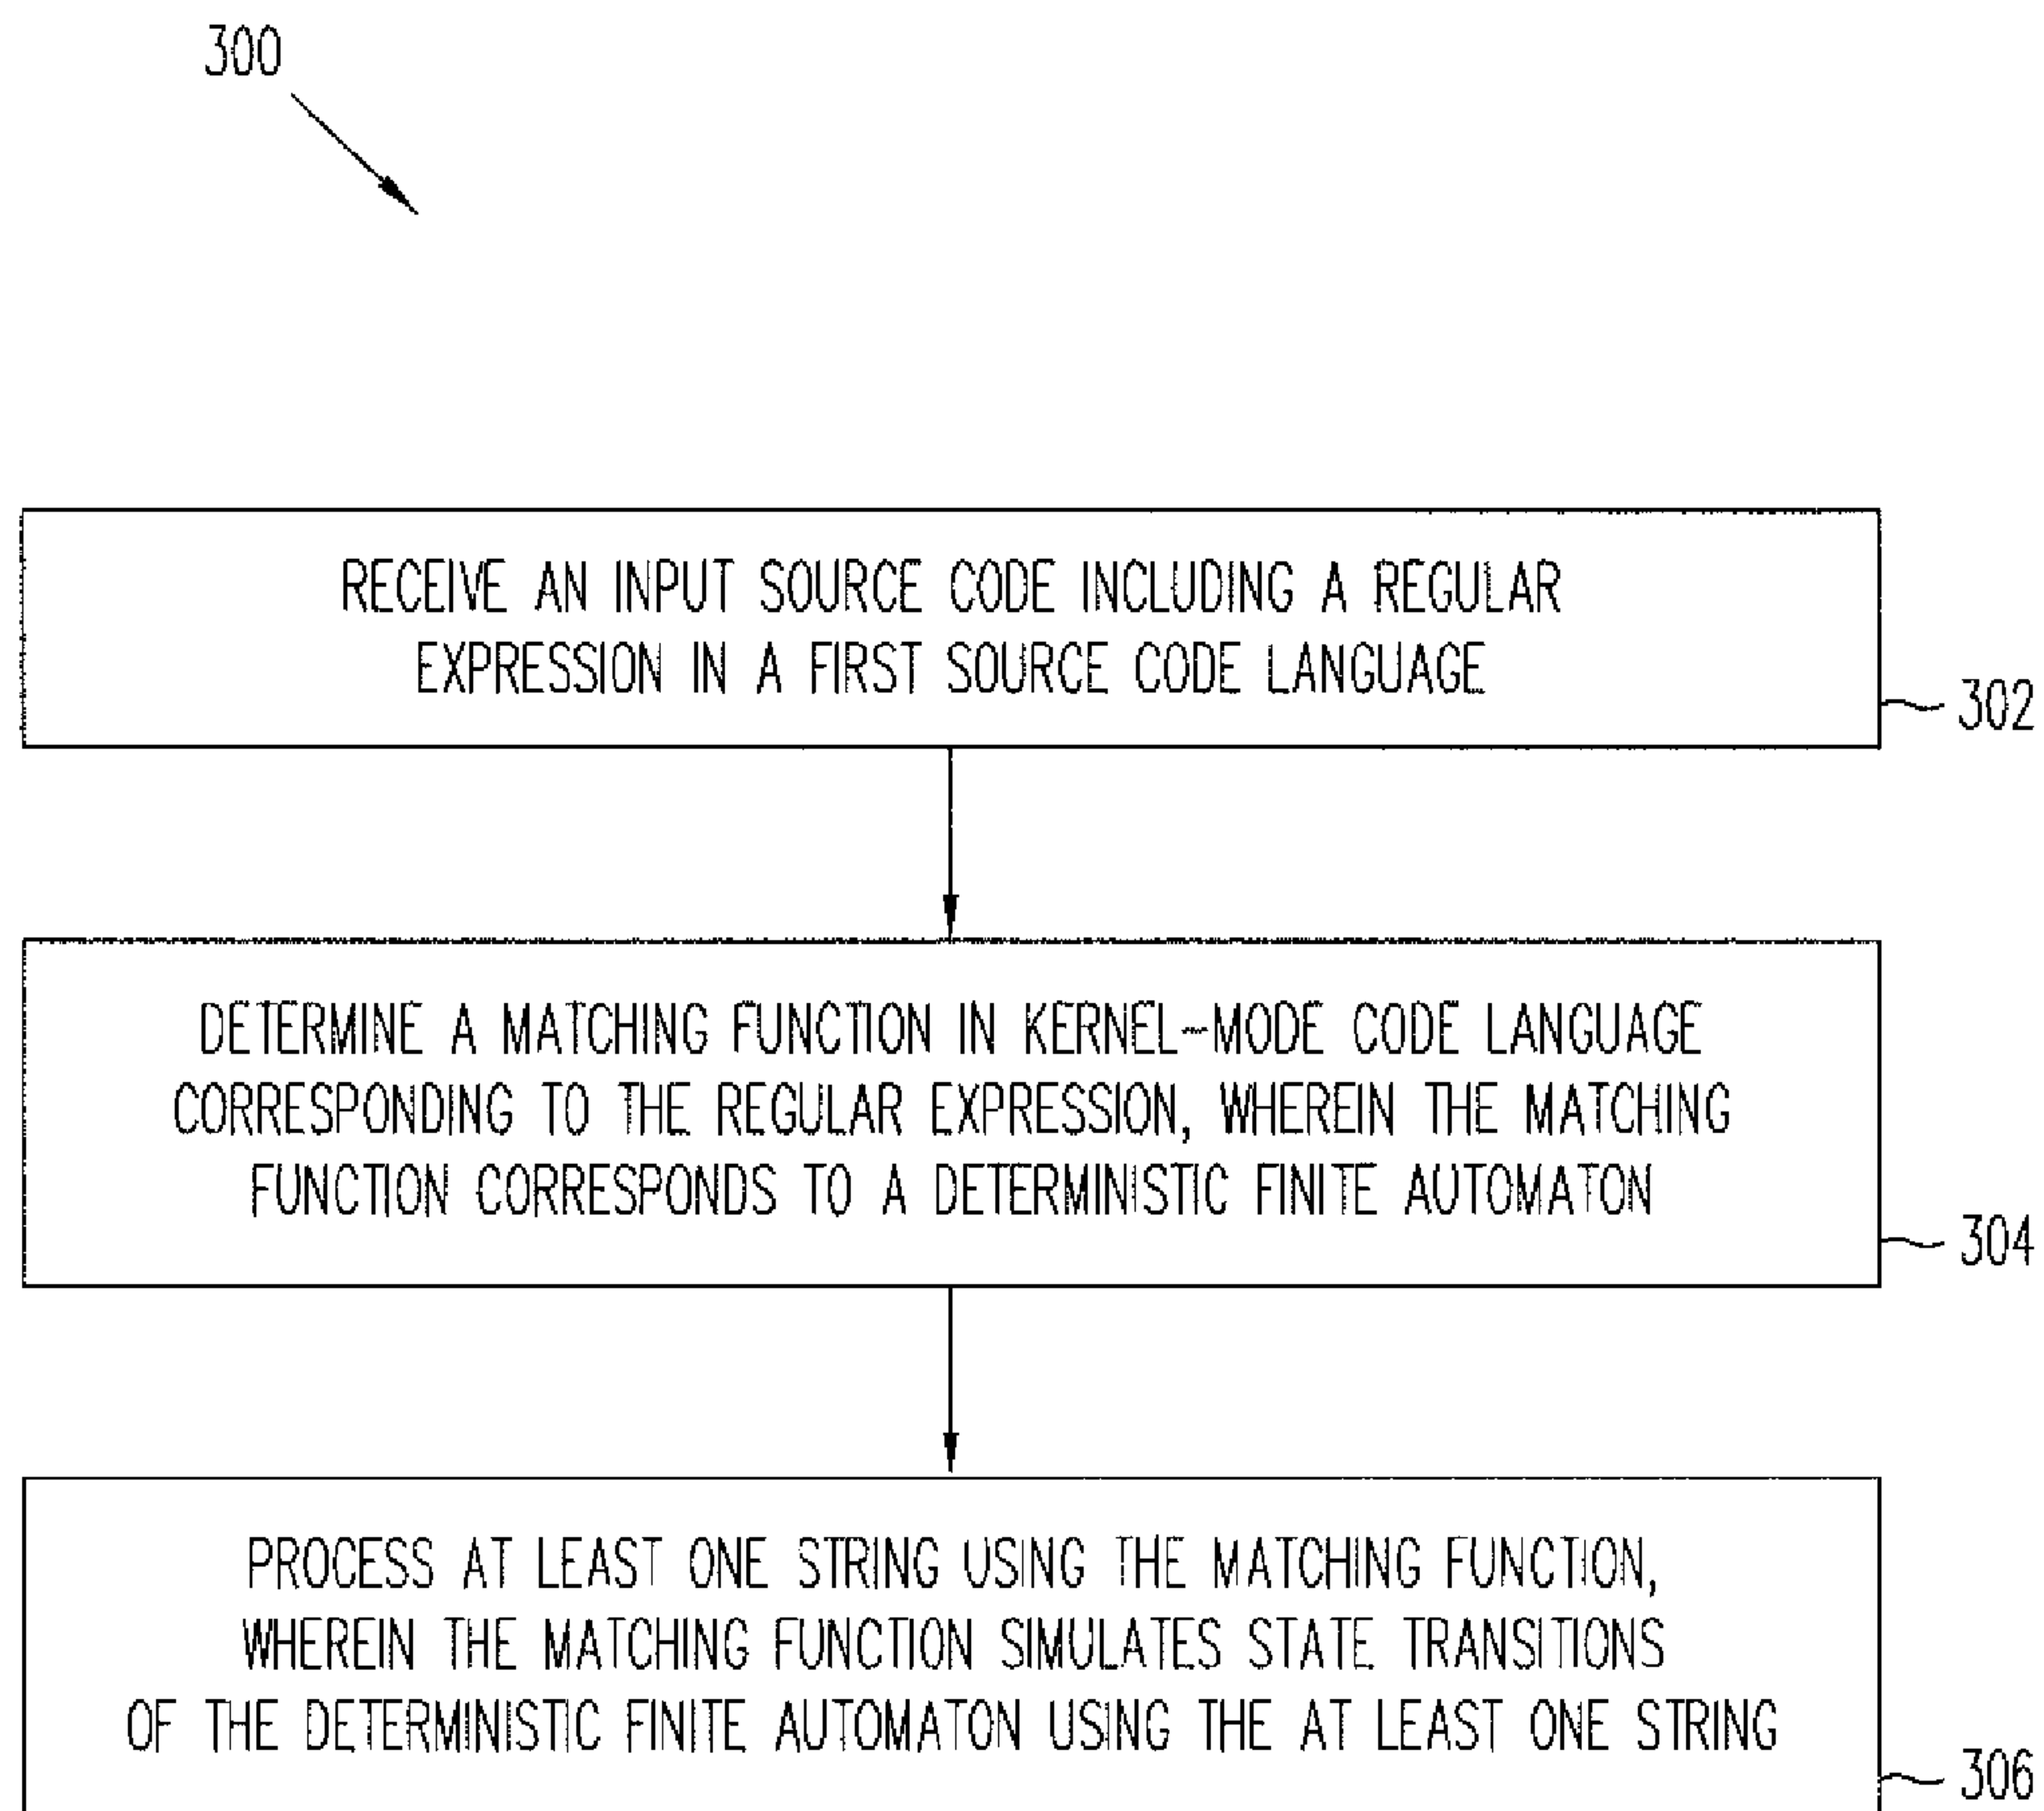 300
RECEIVE AN INPUT SOURCE CODE INCLUDING A REGULAR
EXPRESSION IN A FIRST SOURCE CODE LANGUAGE
302
DETERMINE A MATCHING FUNCTION IN KERNEL-MODE CODE LANGUAGE
CORRESPONDING TO THE REGULAR EXPRESSION, WHEREIN THE MATCHING
FUNCTION CORRESPONDS TO A DETERMINISTIC FINITE AUTOMATON
304
PROCESS AT LEAST ONE STRING USING THE MATCHING FUNCTION,
WHEREIN THE MATCHING FUNCTION SIMULATES STATE TRANSITIONS
OF THE DETERMINISTIC FINITE AUTOMATON USING THE AT LEAST ONE STRING
306